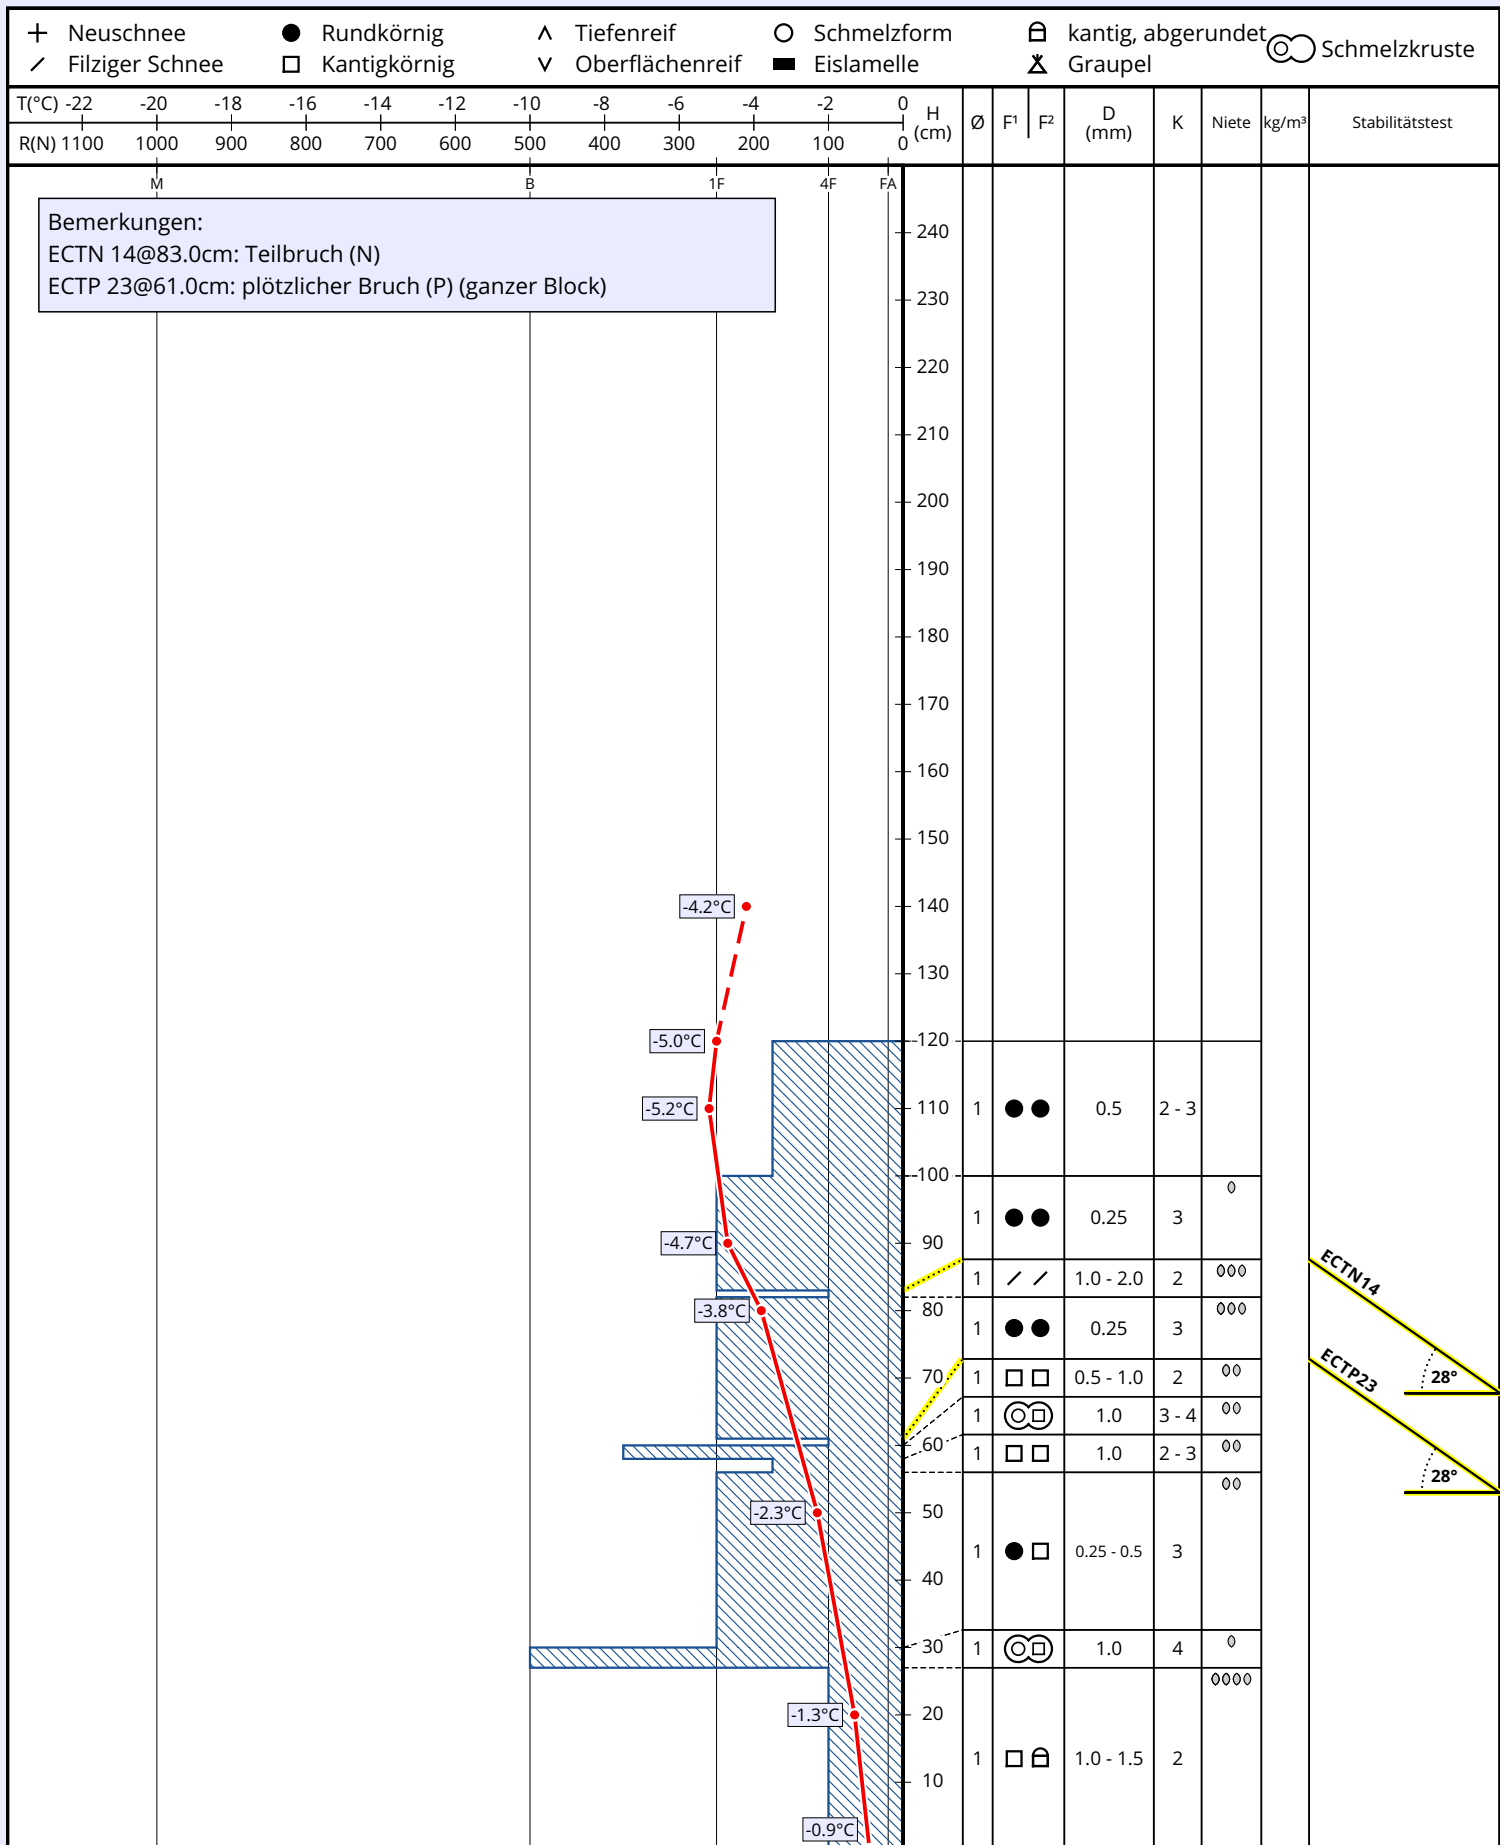 Neuschnee Rundkörnig Tiefenreif Schmelzform kantig, abgerundet Schmelzkruste
Filziger Schnee Kantigkörnig Oberflächenreif Eislamelle Graupel
T(°C) -22 -20 -18 -16 -14 -12 -10 -8 -6 -4 -2 0
R(N) 1100 1000 900 800 700 600 500 400 300 200 100 0
H (cm) Ø F¹ F² D (mm) K Niete kg/m³ Stabilitätstest
M B 1F 4F FA
Bemerkungen:
ECTN 14@83.0cm: Teilbruch (N)
ECTP 23@61.0cm: plötzlicher Bruch (P) (ganzer Block)
240
230
220
210
200
190
180
170
160
150
-4.2°C 140
130
-5.0°C 120
-5.2°C 110 1 0.5 2 - 3
100
1 0.25 3
-4.7°C 90
ECTN14
1 1.0 - 2.0 2
-3.8°C 80
1 0.25 3
ECTP23
70 1 0.5 - 1.0 2 28°
1 1.0 3 - 4
60 1 1.0 2 - 3
28°
-2.3°C 50
1 0.25 - 0.5 3
40
30 1 1.0 4
-1.3°C 20
1 1.0 - 1.5 2
10
-0.9°C